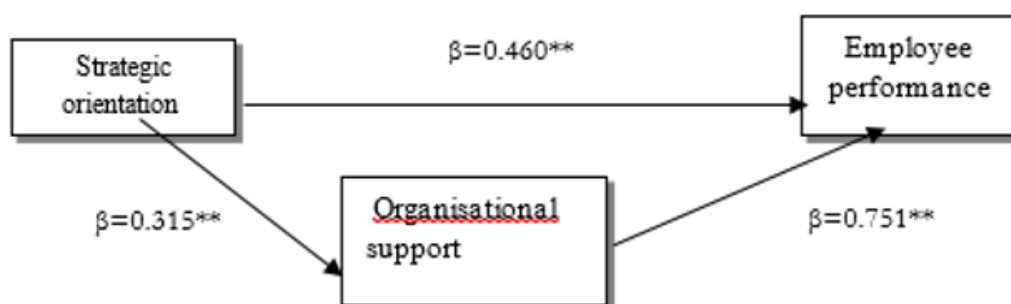 Strategic
orientation
β=0.460**
Employee
performance
β=0.315**
Organisational
support
β=0.751**